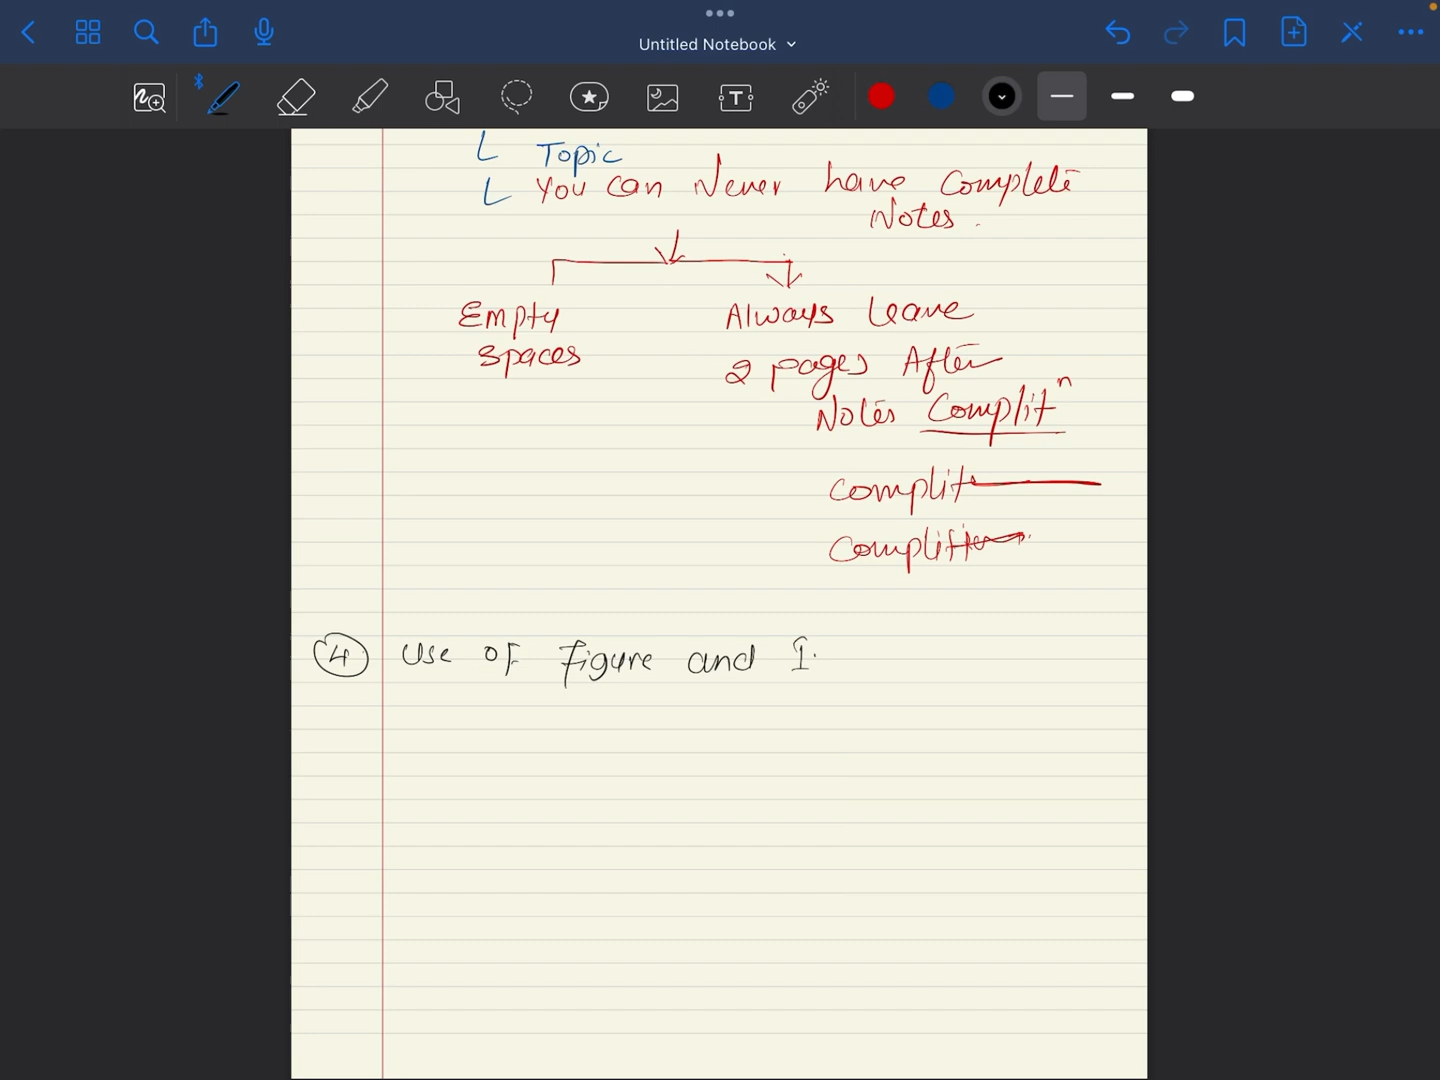 Untitled Notebook
T
Topic
You can Never have Complete
Notes.
Empty
spaces
Always Leave
2 pages After
Notes Complitⁿ
complit
complit
4 Use of figure and I